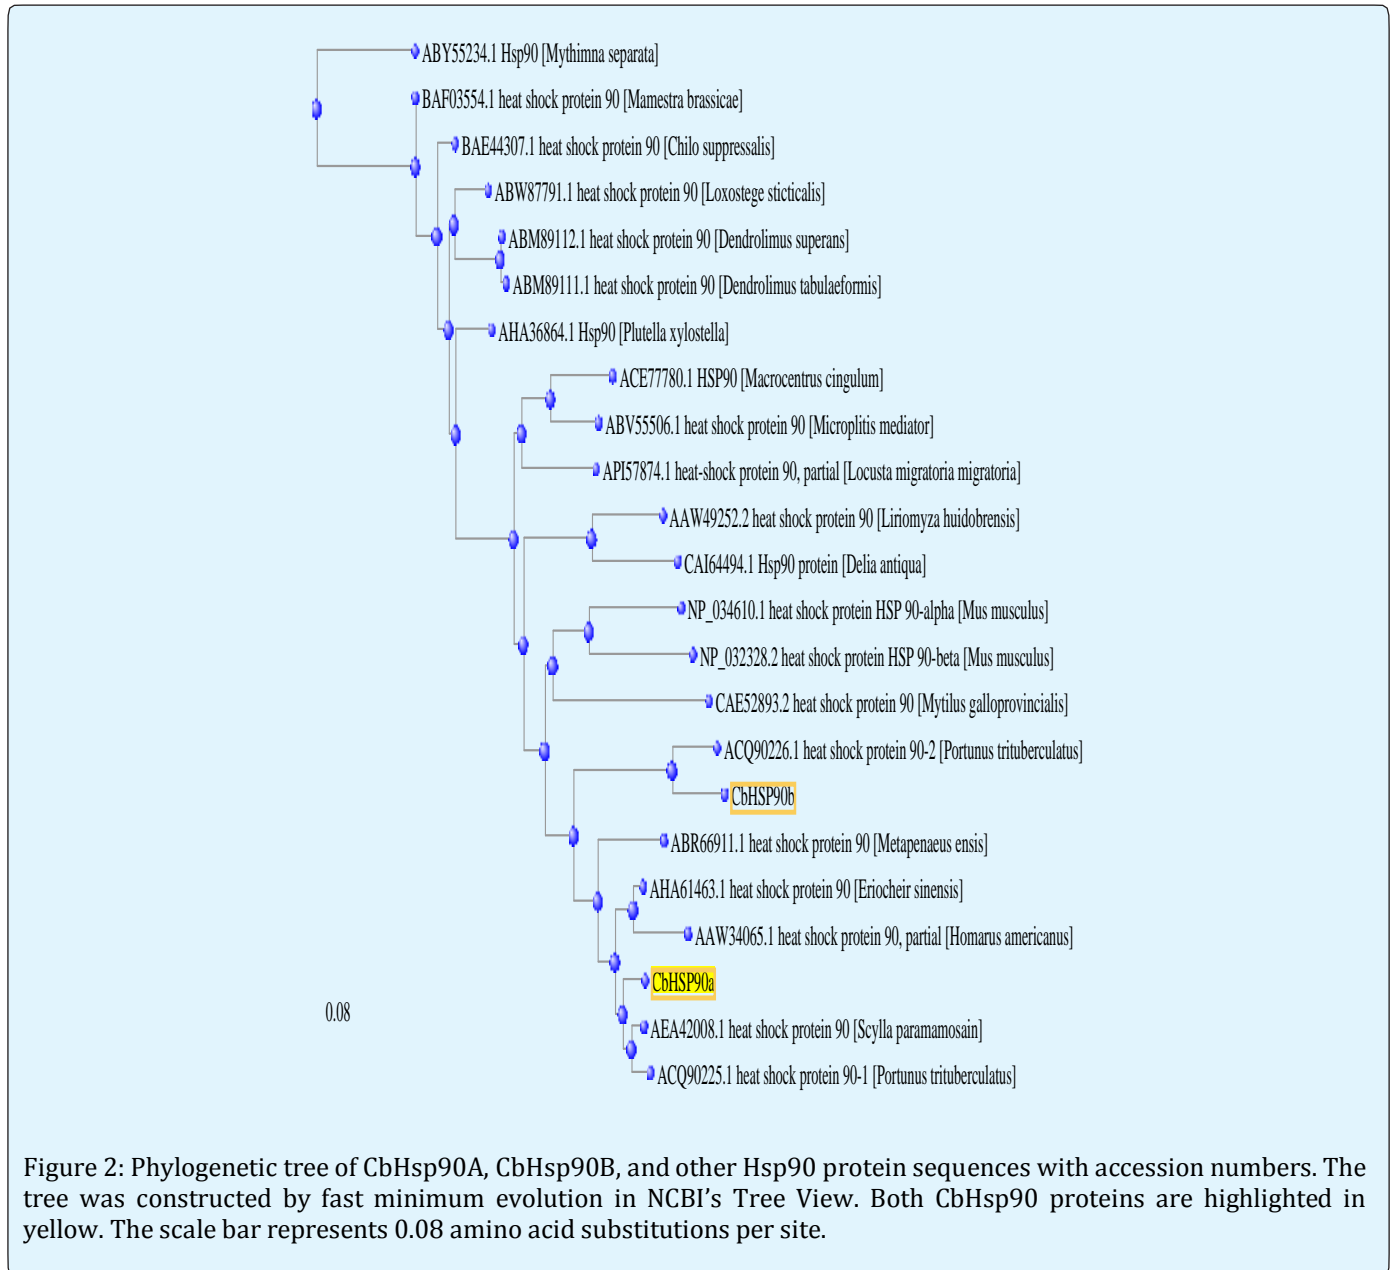 ABY55234.1 Hsp90 [Mythimna separata]
BAF03554.1 heat shock protein 90 [Mamestra brassicae]
BAE44307.1 heat shock protein 90 [Chilo suppressalis]
ABW87791.1 heat shock protein 90 [Loxostege sticticalis]
ABM89112.1 heat shock protein 90 [Dendrolimus superans]
ABM89111.1 heat shock protein 90 [Dendrolimus tabulaeformis]
AHA36864.1 Hsp90 [Plutella xylostella]
ACE77780.1 HSP90 [Macrocentrus cingulum]
ABV55506.1 heat shock protein 90 [Microplitis mediator]
API57874.1 heat-shock protein 90, partial [Locusta migratoria migratoria]
AAW49252.2 heat shock protein 90 [Liriomyza huidobrensis]
CAI64494.1 Hsp90 protein [Delia antiqua]
NP_034610.1 heat shock protein HSP 90-alpha [Mus musculus]
NP_032328.2 heat shock protein HSP 90-beta [Mus musculus]
CAE52893.2 heat shock protein 90 [Mytilus galloprovincialis]
ACQ90226.1 heat shock protein 90-2 [Portunus trituberculatus]
CbHSP90b
ABR66911.1 heat shock protein 90 [Metapenaeus ensis]
AHA61463.1 heat shock protein 90 [Eriocheir sinensis]
AAW34065.1 heat shock protein 90, partial [Homarus americanus]
CbHSP90a
0.08
AEA42008.1 heat shock protein 90 [Scylla paramamosain]
ACQ90225.1 heat shock protein 90-1 [Portunus trituberculatus]
Figure 2: Phylogenetic tree of CbHsp90A, CbHsp90B, and other Hsp90 protein sequences with accession numbers. The
tree was constructed by fast minimum evolution in NCBI's Tree View. Both CbHsp90 proteins are highlighted in
yellow. The scale bar represents 0.08 amino acid substitutions per site.